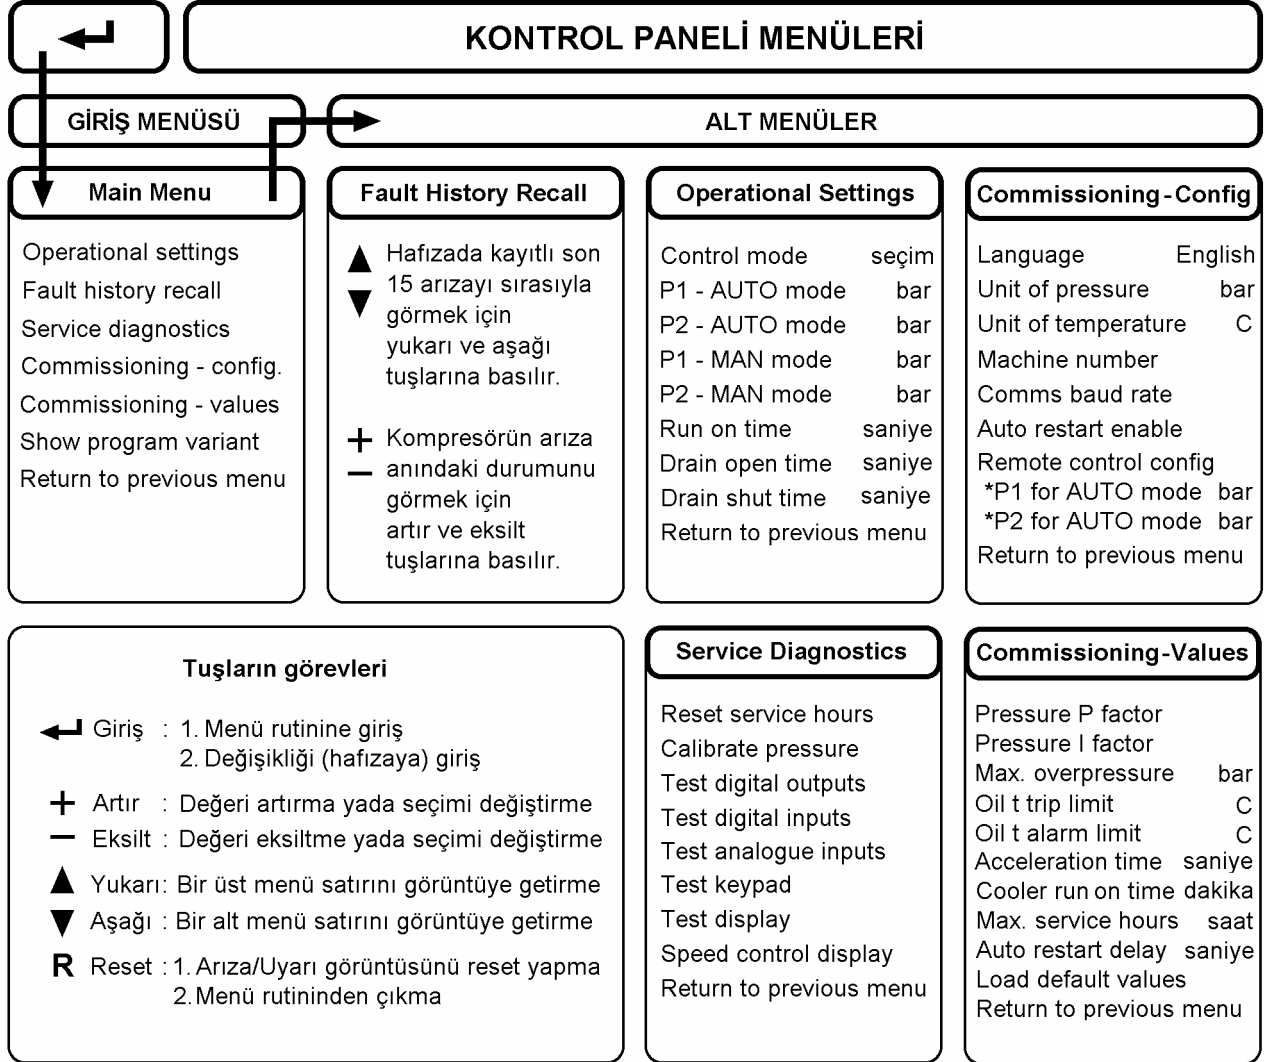 KONTROL PANELİ MENÜLERİ
GİRİŞ MENÜSÜ
ALT MENÜLER
Main Menu
Operational settings
Fault history recall
Service diagnostics
Commissioning - config.
Commissioning - values
Show program variant
Return to previous menu
Fault History Recall
Hafızada kayıtlı son
15 arızayı sırasıyla
görmek için
yukarı ve aşağı
tuşlarına basılır.
+ Kompresörün arıza
− anındaki durumunu
görmek için
artır ve eksilt
tuşlarına basılır.
Operational Settings
Control mode seçim
P1 - AUTO mode bar
P2 - AUTO mode bar
P1 - MAN mode bar
P2 - MAN mode bar
Run on time saniye
Drain open time saniye
Drain shut time saniye
Return to previous menu
Commissioning-Config
Language English
Unit of pressure bar
Unit of temperature C
Machine number
Comms baud rate
Auto restart enable
Remote control config
*P1 for AUTO mode bar
*P2 for AUTO mode bar
Return to previous menu
Tuşların görevleri
Giriş : 1. Menü rutinine giriş
2. Değişikliği (hafızaya) giriş
+ Artır : Değeri artırma yada seçimi değiştirme
− Eksilt : Değeri eksiltme yada seçimi değiştirme
▲ Yukarı : Bir üst menü satırını görüntüye getirme
▼ Aşağı : Bir alt menü satırını görüntüye getirme
R Reset : 1. Arıza/Uyarı görüntüsünü reset yapma
2. Menü rutininden çıkma
Service Diagnostics
Reset service hours
Calibrate pressure
Test digital outputs
Test digital inputs
Test analogue inputs
Test keypad
Test display
Speed control display
Return to previous menu
Commissioning-Values
Pressure P factor
Pressure I factor
Max. overpressure bar
Oil t trip limit C
Oil t alarm limit C
Acceleration time saniye
Cooler run on time dakika
Max. service hours saat
Auto restart delay saniye
Load default values
Return to previous menu